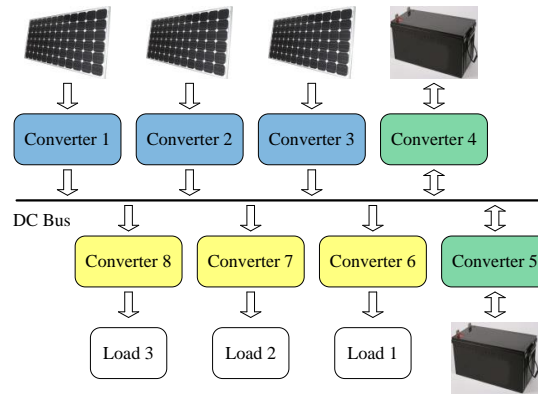 Converter 1
Converter 2
Converter 3
Converter 4
DC Bus
Converter 8
Converter 7
Converter 6
Converter 5
Load 3
Load 2
Load 1